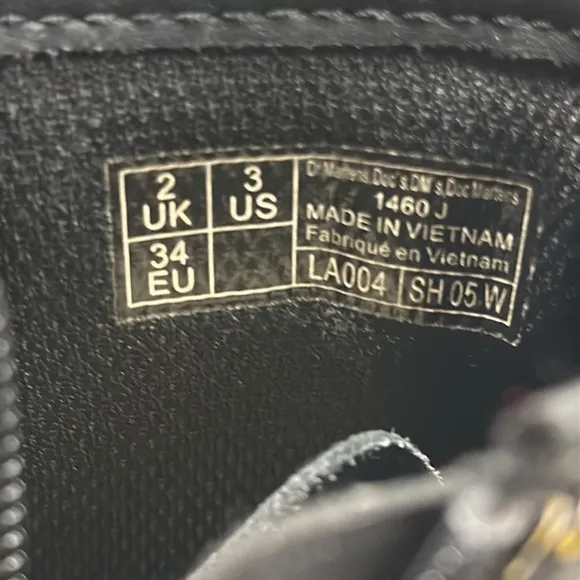 2 UK
3 US
34 EU
Dr Martens,Doc's,DM's,Doc Martens
1460 J
MADE IN VIETNAM
Fabriqué en Vietnam
LA004
SH 05 W